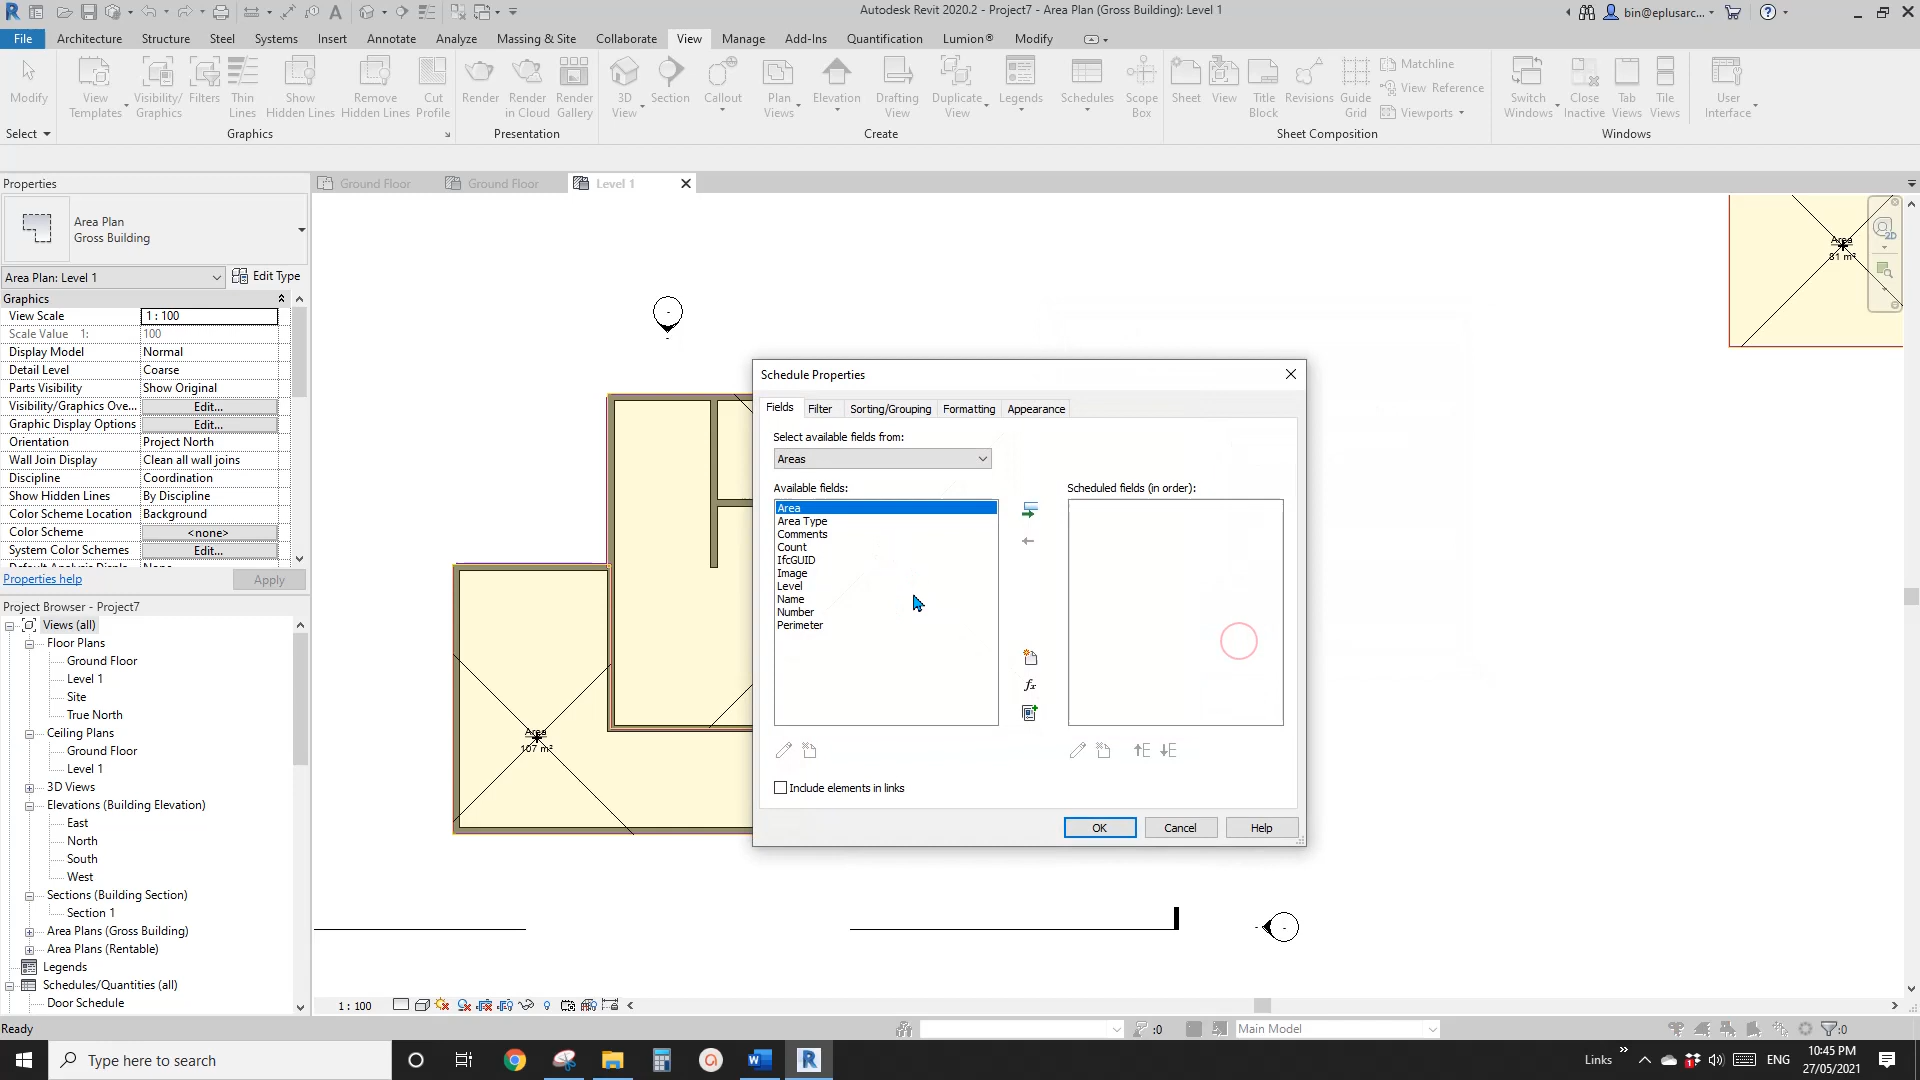 Autodesk Revit 2020.2 - Project7 - Area Plan (Gross Building): Level 1
bin@eplusarc...
File Architecture Structure Steel Systems Insert Annotate Analyze Massing & Site Collaborate View Manage Add-Ins Quantification Lumion® Modify
Modify
View Templates
Visibility/ Graphics
Filters
Thin Lines
Show Hidden Lines
Remove Hidden Lines
Cut Profile
Render
Render in Cloud
Render Gallery
3D View
Section
Callout
Plan Views
Elevation
Drafting View
Duplicate View
Legends
Schedules
Scope Box
Sheet
View
Title Block
Revisions
Guide Grid
Matchline
View Reference
Viewports
Switch Windows
Close Inactive
Tab Views
Tile Views
User Interface
Select
Graphics
Presentation
Create
Sheet Composition
Windows
Properties
Ground Floor
Ground Floor
Level 1
Area Plan
Gross Building
Area Plan: Level 1
Edit Type
Graphics
View Scale 1 : 100
Scale Value 1: 100
Display Model Normal
Detail Level Coarse
Parts Visibility Show Original
Visibility/Graphics Ove... Edit...
Graphic Display Options Edit...
Orientation Project North
Wall Join Display Clean all wall joins
Discipline Coordination
Show Hidden Lines By Discipline
Color Scheme Location Background
Color Scheme <none>
System Color Schemes Edit...
Properties help
Apply
Project Browser - Project7
Views (all)
Floor Plans
Ground Floor
Level 1
Site
True North
Ceiling Plans
Ground Floor
Level 1
3D Views
Elevations (Building Elevation)
East
North
South
West
Sections (Building Section)
Section 1
Area Plans (Gross Building)
Area Plans (Rentable)
Legends
Schedules/Quantities (all)
Door Schedule
Area
81 m²
Area
107 m²
Schedule Properties
Fields Filter Sorting/Grouping Formatting Appearance
Select available fields from:
Areas
Available fields:
Scheduled fields (in order):
Area
Area Type
Comments
Count
IfcGUID
Image
Level
Name
Number
Perimeter
fx
Include elements in links
OK Cancel Help
1 : 100
Ready
:0
Main Model
:0
Type here to search
Links
ENG
10:45 PM
27/05/2021